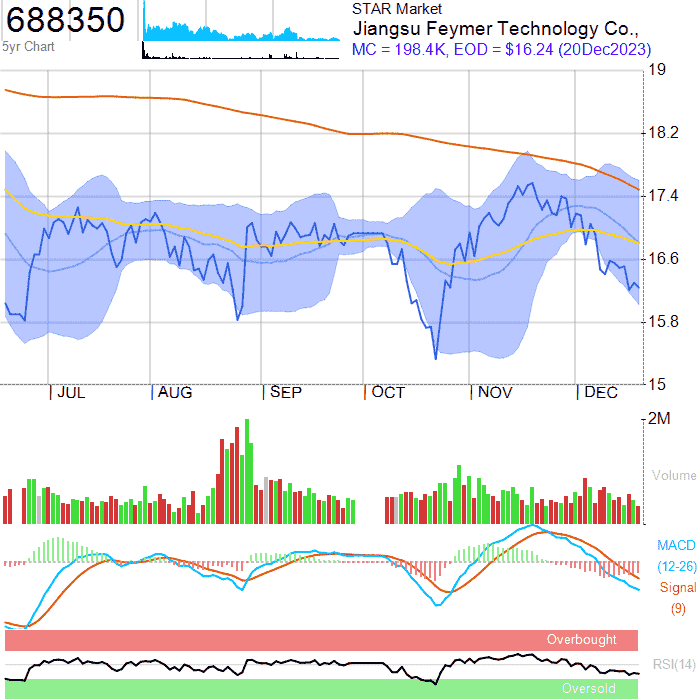 688350
5yr Chart
STAR Market
Jiangsu Feymer Technology Co.,
MC = 198.4K, EOD = $16.24 (20Dec2023)
19
18.2
17.4
16.6
15.8
15
JUL AUG SEP OCT NOV DEC
2M
Volume
MACD
(12-26)
Signal
(9)
Overbought
RSI(14)
Oversold